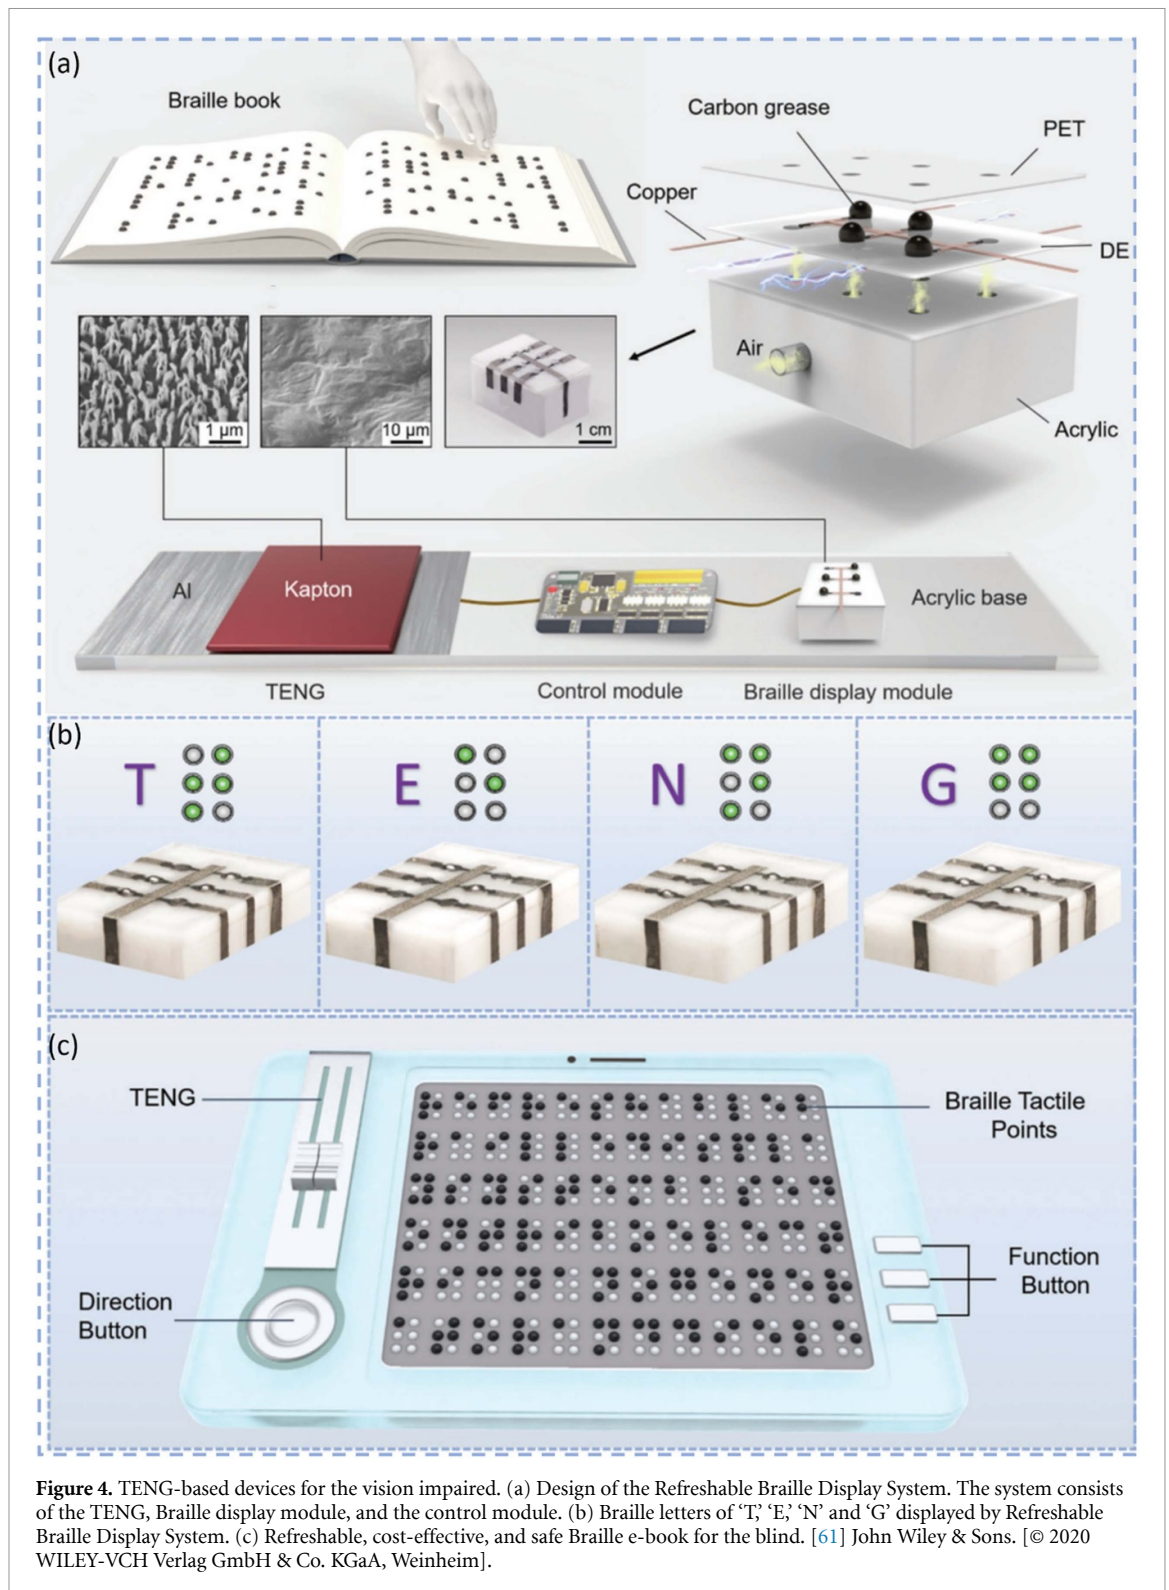 (a)
Braille book
Carbon grease
PET
Copper
DE
Air
Acrylic
1 μm
10 μm
1 cm
Al
Kapton
Acrylic base
TENG
Control module
Braille display module
(b)
T
E
N
G
(c)
TENG
Braille Tactile
Points
Function
Button
Direction
Button
Figure 4. TENG-based devices for the vision impaired. (a) Design of the Refreshable Braille Display System. The system consists
of the TENG, Braille display module, and the control module. (b) Braille letters of ‘T,’ ‘E,’ ‘N’ and ‘G’ displayed by Refreshable
Braille Display System. (c) Refreshable, cost-effective, and safe Braille e-book for the blind. [61] John Wiley & Sons. [© 2020
WILEY-VCH Verlag GmbH & Co. KGaA, Weinheim].